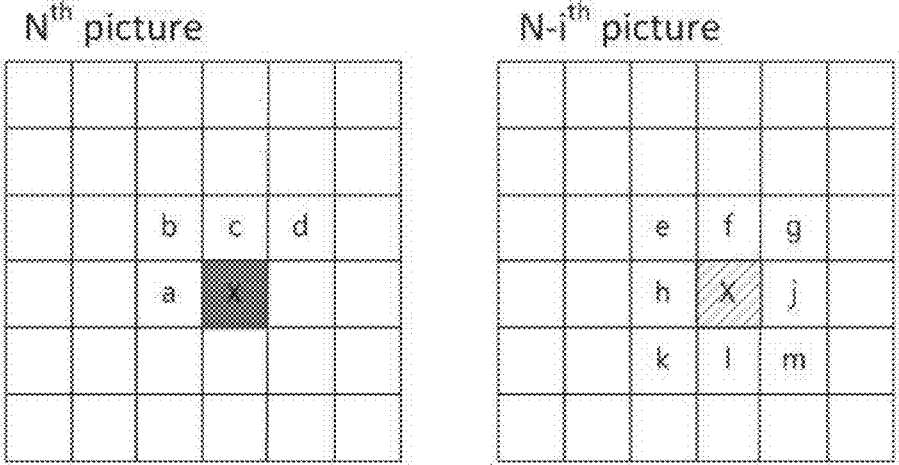 Nth picture
N-ith picture
b c d
a x
e f g
h X j
k l m